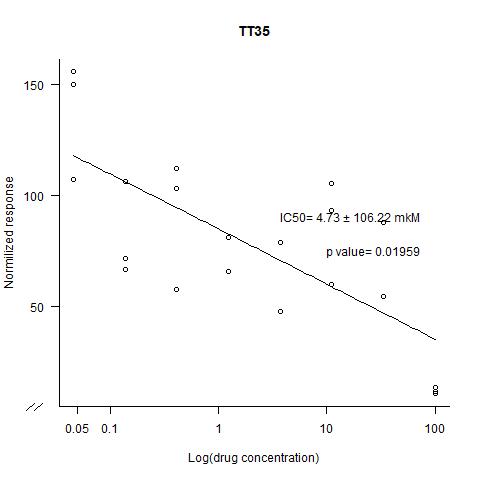 TT35
150
100
50
Normilized response
IC50= 4.73 ± 106.22 mkM
p value= 0.01959
0.05 0.1 1 10 100
Log(drug concentration)